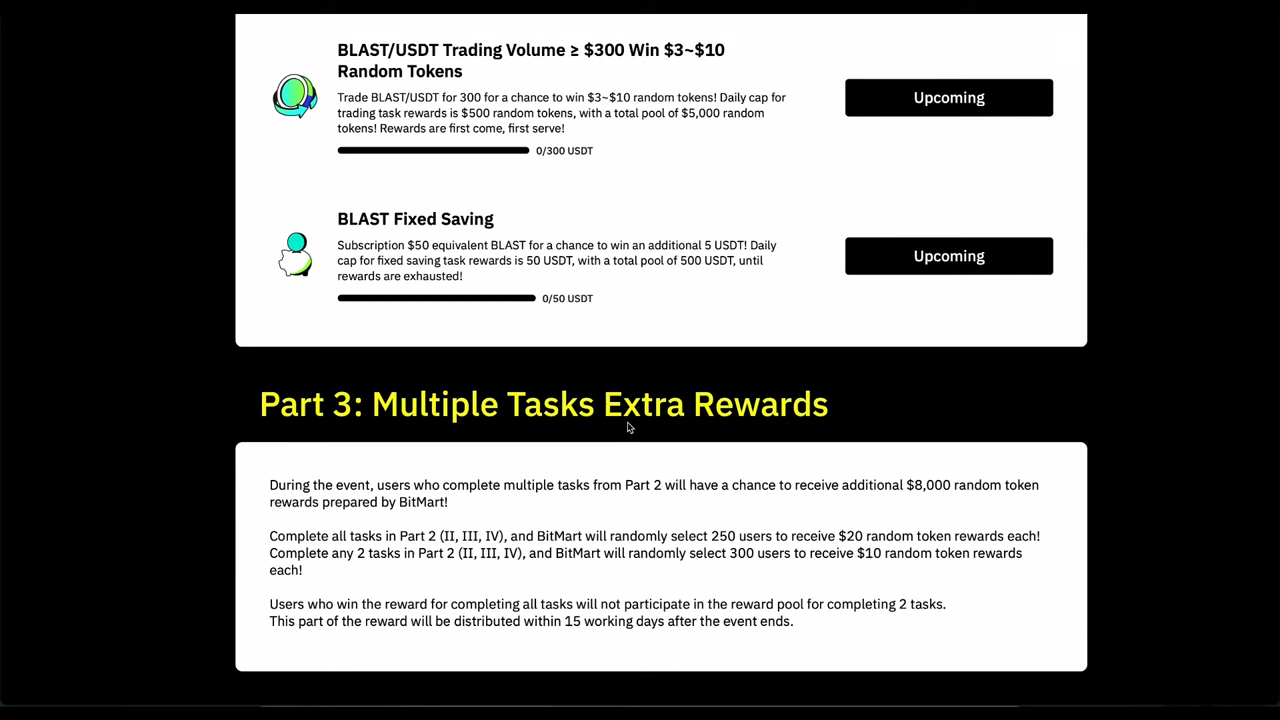 BLAST/USDT Trading Volume ≥ $300 Win $3~$10
Random Tokens
Trade BLAST/USDT for 300 for a chance to win $3~$10 random tokens! Daily cap for
trading task rewards is $500 random tokens, with a total pool of $5,000 random
tokens! Rewards are first come, first serve!
0/300 USDT
Upcoming
BLAST Fixed Saving
Subscription $50 equivalent BLAST for a chance to win an additional 5 USDT! Daily
cap for fixed saving task rewards is 50 USDT, with a total pool of 500 USDT, until
rewards are exhausted!
0/50 USDT
Upcoming
Part 3: Multiple Tasks Extra Rewards
During the event, users who complete multiple tasks from Part 2 will have a chance to receive additional $8,000 random token
rewards prepared by BitMart!
Complete all tasks in Part 2 (II, III, IV), and BitMart will randomly select 250 users to receive $20 random token rewards each!
Complete any 2 tasks in Part 2 (II, III, IV), and BitMart will randomly select 300 users to receive $10 random token rewards
each!
Users who win the reward for completing all tasks will not participate in the reward pool for completing 2 tasks.
This part of the reward will be distributed within 15 working days after the event ends.